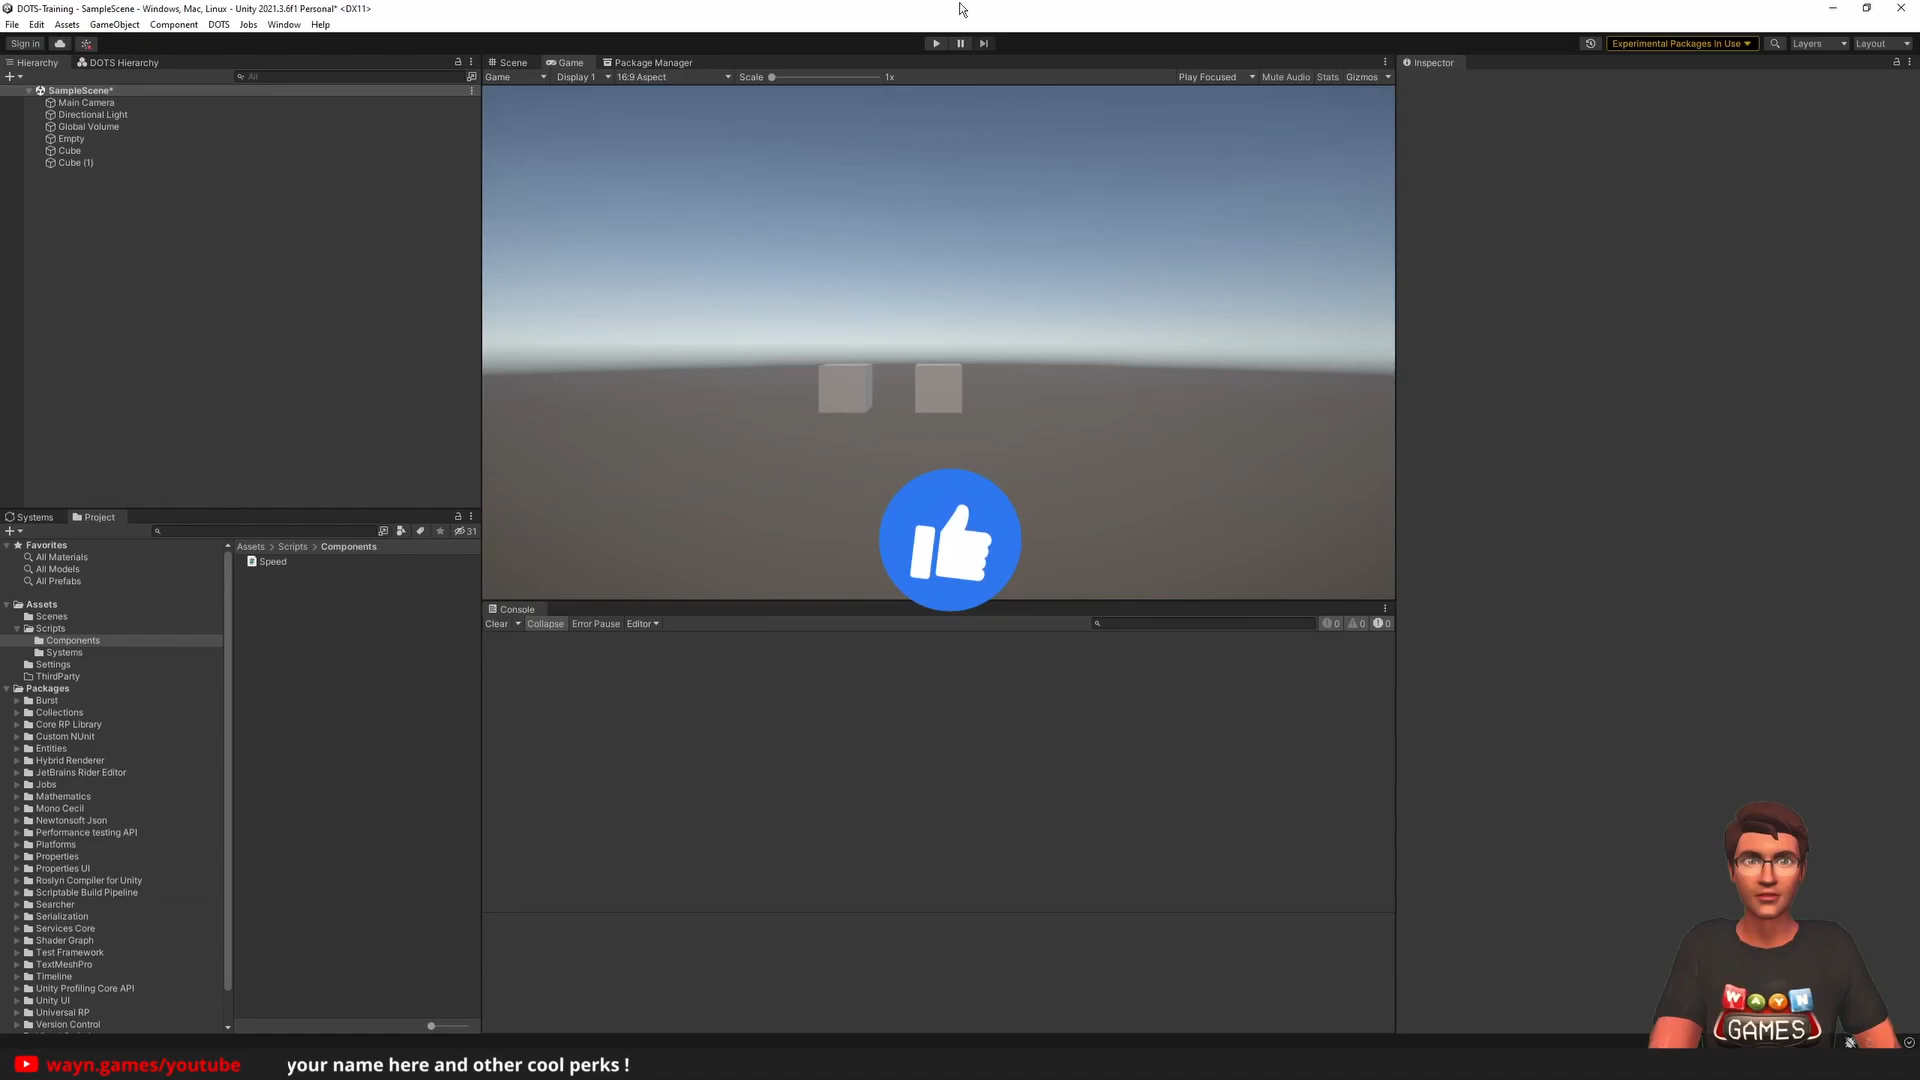 DOTS-Training - SampleScene - Windows, Mac, Linux - Unity 2021.3.6f1 Personal* <DX11>
File Edit Assets GameObject Component DOTS Jobs Window Help
Sign in
Experimental Packages In Use
Layers
Layout
Hierarchy
DOTS Hierarchy
All
SampleScene*
Main Camera
Directional Light
Global Volume
Empty
Cube
Cube (1)
Scene
Game
Package Manager
Game
Display 1
16:9 Aspect
Scale
1x
Play Focused
Mute Audio
Stats
Gizmos
Inspector
Systems
Project
31
Favorites
All Materials
All Models
All Prefabs
Assets
Scenes
Scripts
Components
Systems
Settings
ThirdParty
Packages
Burst
Collections
Core RP Library
Custom NUnit
Entities
Hybrid Renderer
JetBrains Rider Editor
Jobs
Mathematics
Mono Cecil
Newtonsoft Json
Performance testing API
Platforms
Properties
Properties UI
Roslyn Compiler for Unity
Scriptable Build Pipeline
Searcher
Serialization
Services Core
Shader Graph
Test Framework
TextMeshPro
Timeline
Unity Profiling Core API
Unity UI
Universal RP
Version Control
Assets > Scripts > Components
Speed
Console
Clear
Collapse
Error Pause
Editor
0
0
0
WAYN
GAMES
wayn.games/youtube
your name here and other cool perks !